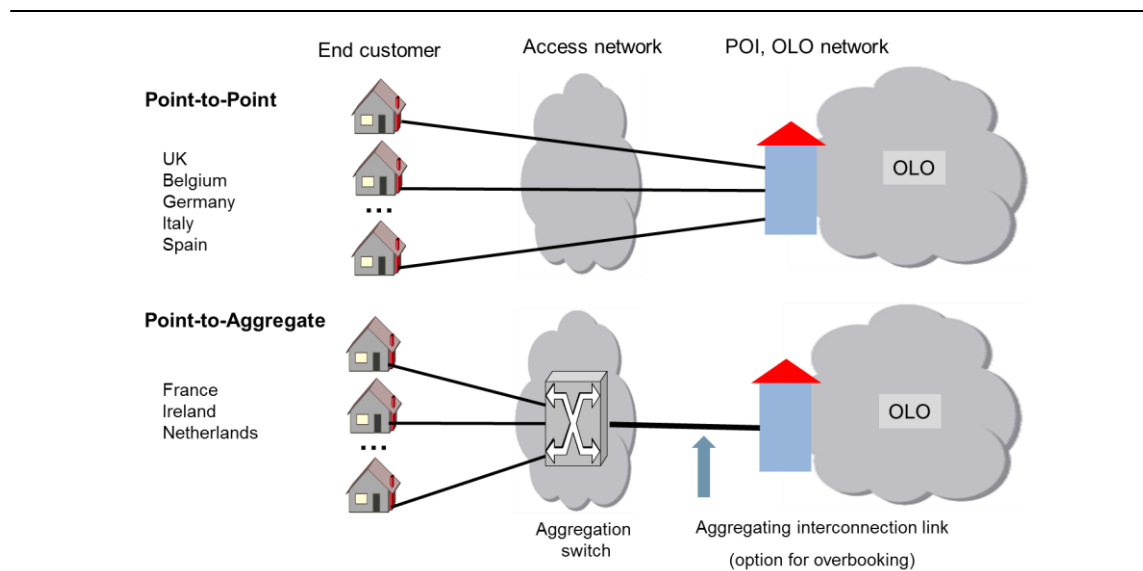 End customer
Access network
POI, OLO network
Point-to-Point
UK
Belgium
Germany
Italy
Spain
...
OLO
Point-to-Aggregate
France
Ireland
Netherlands
...
OLO
Aggregation
switch
Aggregating interconnection link
(option for overbooking)